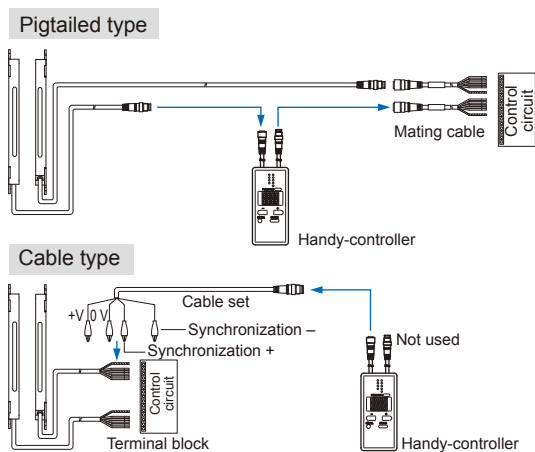 Pigtailed type
Control
circuit
Mating cable
Handy-controller
Cable type
Cable set
+V 0 V
Synchronization –
Synchronization +
Not used
Control
circuit
Terminal block
Handy-controller